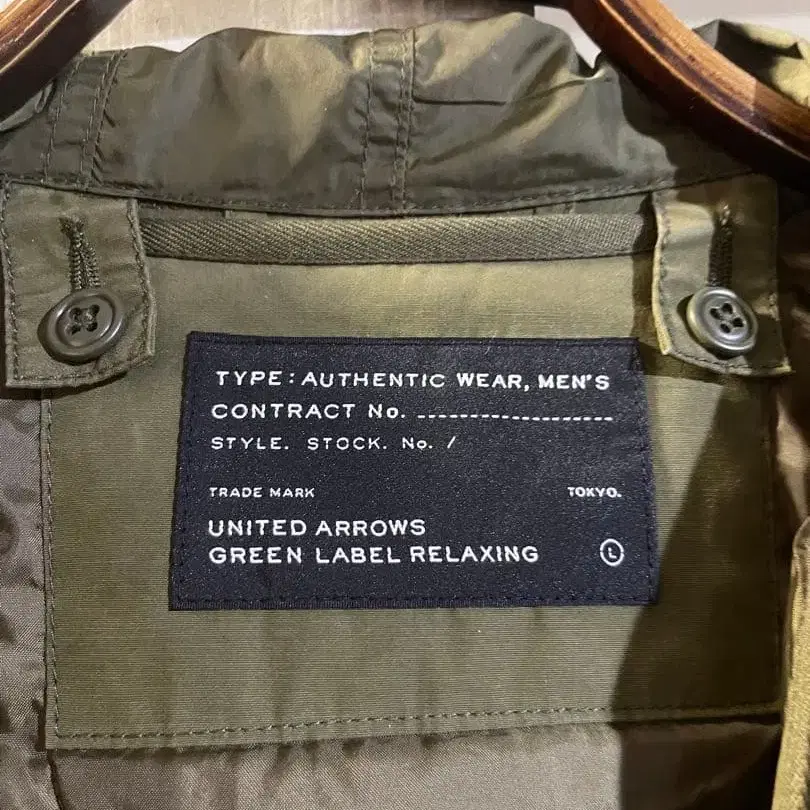 TYPE: AUTHENTIC WEAR, MEN'S
CONTRACT No. -------------------
STYLE. STOCK. No. /
TRADE MARK TOKYO.
UNITED ARROWS
GREEN LABEL RELAXING Ⓛ